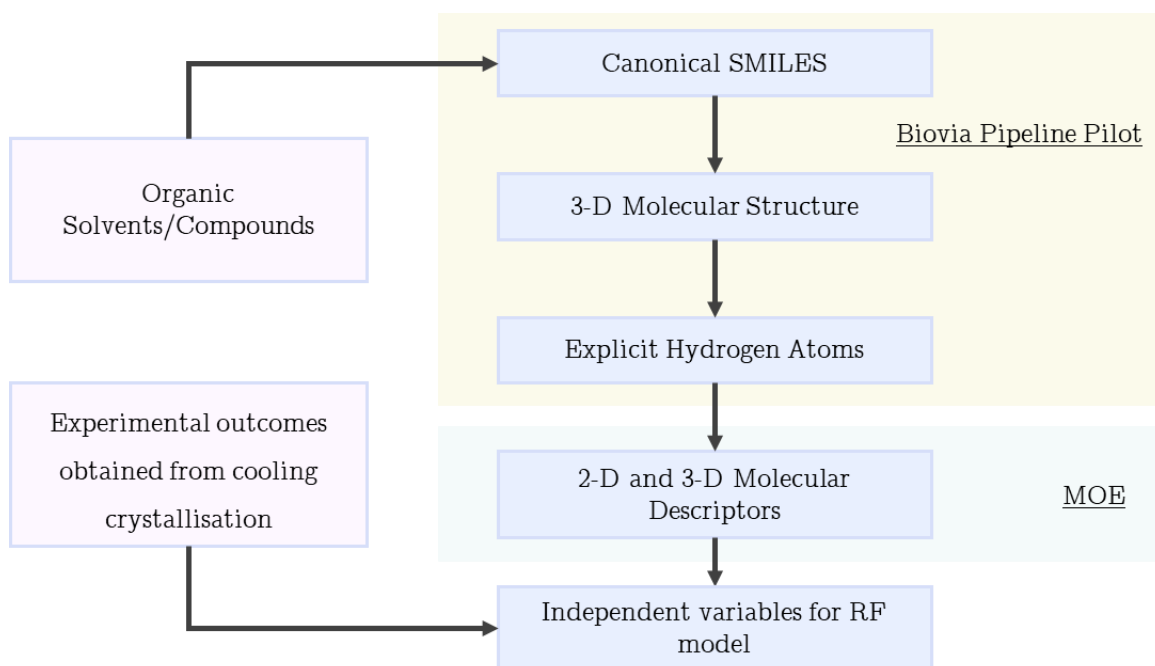 Canonical SMILES
Biovia Pipeline Pilot
Organic
Solvents/Compounds
3-D Molecular Structure
Explicit Hydrogen Atoms
Experimental outcomes
obtained from cooling
crystallisation
2-D and 3-D Molecular
Descriptors
MOE
Independent variables for RF
model